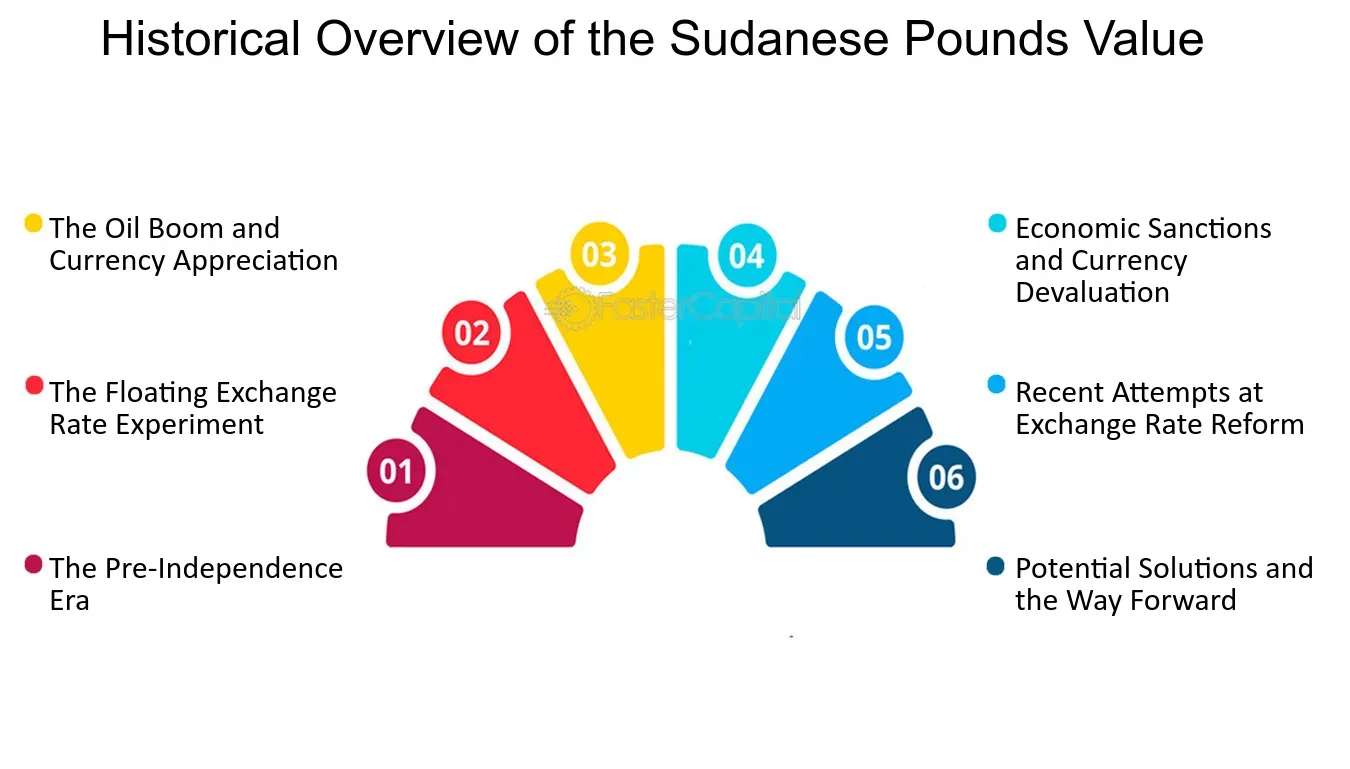 Historical Overview of the Sudanese Pounds Value
The Oil Boom and
Currency Appreciation
The Floating Exchange
Rate Experiment
The Pre-Independence
Era
01
02
03
04
05
06
FasterCapital
Economic Sanctions
and Currency
Devaluation
Recent Attempts at
Exchange Rate Reform
Potential Solutions and
the Way Forward